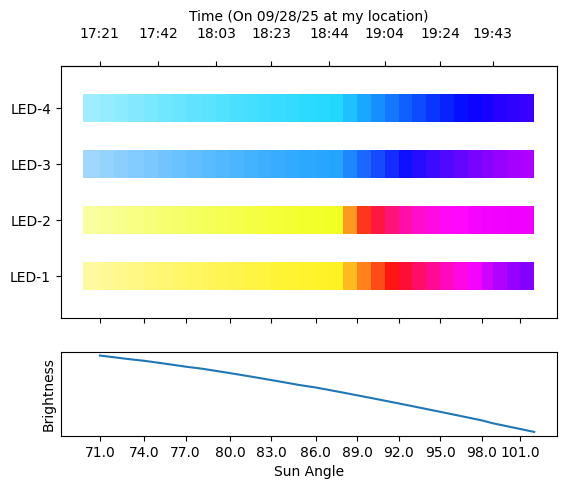 Time (On 09/28/25 at my location)
17:21 17:42 18:03 18:23 18:44 19:04 19:24 19:43
LED-4
LED-3
LED-2
LED-1
Brightness
71.0 74.0 77.0 80.0 83.0 86.0 89.0 92.0 95.0 98.0 101.0
Sun Angle